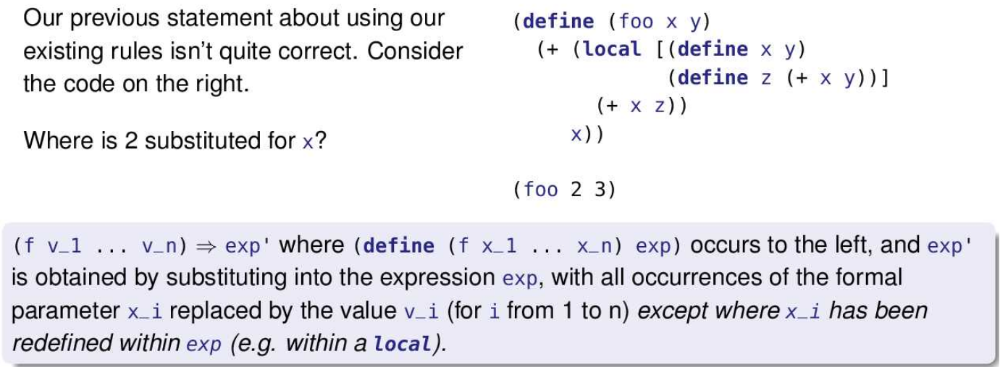 Our previous statement about using our
existing rules isn't quite correct. Consider
the code on the right.
Where is 2 substituted for x?
(define (foo x y)
(+ (local [(define x y)
(define z (+ x y))]
(+ x z))
x))
(foo 2 3)
(f v_1 ... v_n) ⇒ exp' where (define (f x_1 ... x_n) exp) occurs to the left, and exp'
is obtained by substituting into the expression exp, with all occurrences of the formal
parameter x_i replaced by the value v_i (for i from 1 to n) except where x_i has been
redefined within exp (e.g. within a local).